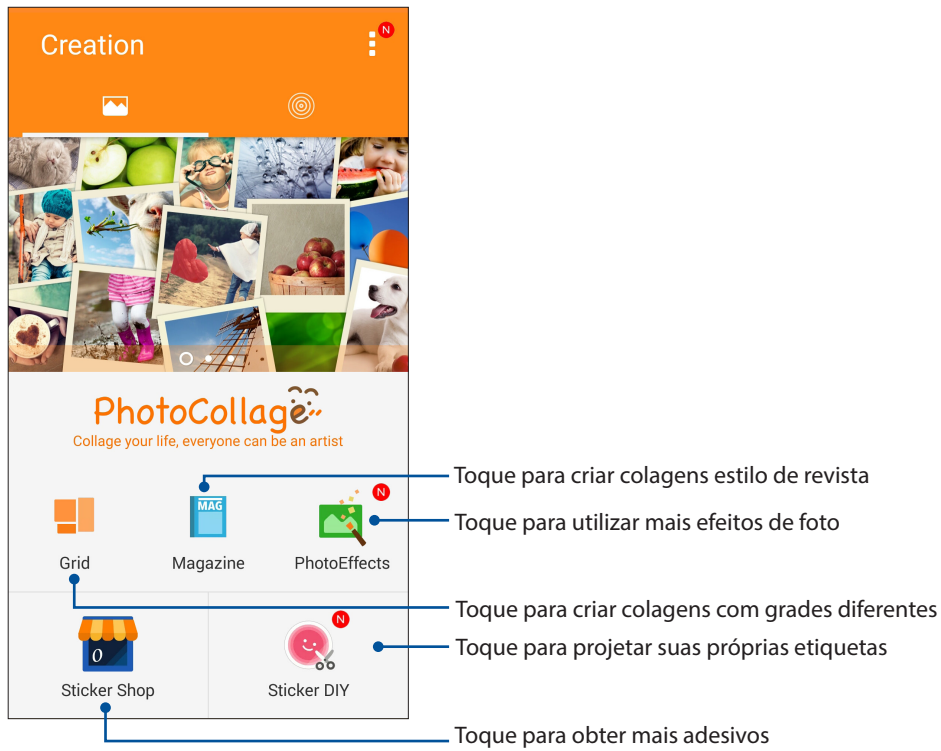 Creation
N
PhotoCollage
Collage your life, everyone can be an artist
Toque para criar colagens estilo de revista
MAG
N
Toque para utilizar mais efeitos de foto
Grid
Magazine
PhotoEffects
Toque para criar colagens com grades diferentes
0
N
Toque para projetar suas próprias etiquetas
Sticker Shop
Sticker DIY
Toque para obter mais adesivos